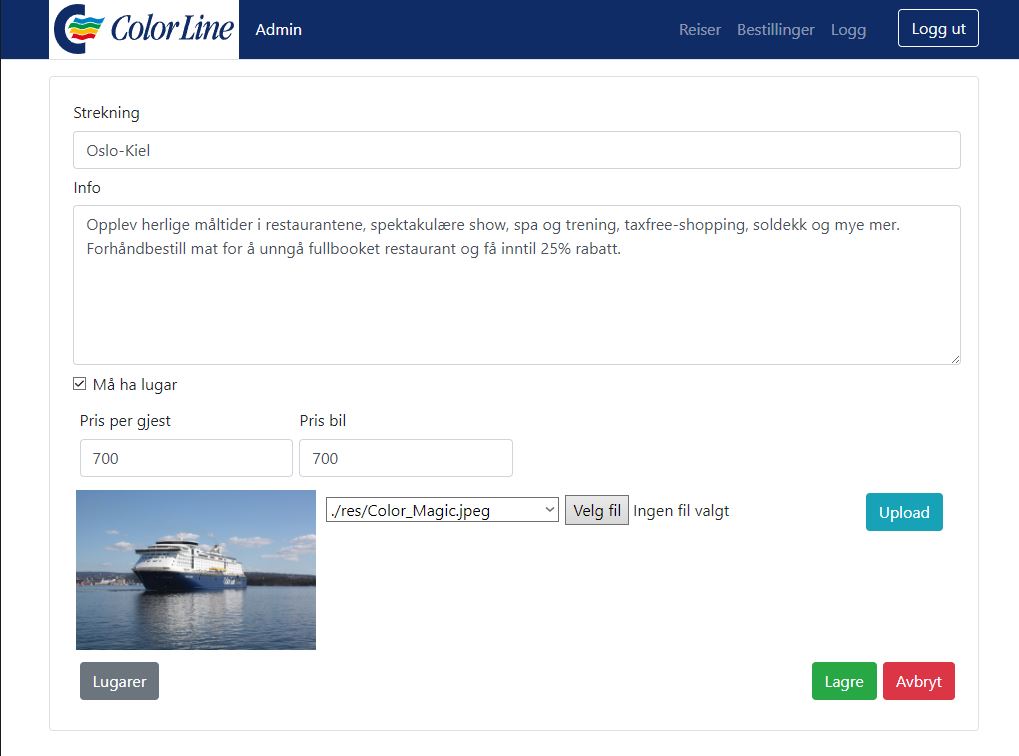 Color Line
Admin
Reiser
Bestillinger
Logg
Logg ut
Strekning
Oslo-Kiel
Info
Opplev herlige måltider i restaurantene, spektakulære show, spa og trening, taxfree-shopping, soldekk og mye mer.
Forhåndbestill mat for å unngå fullbooket restaurant og få inntil 25% rabatt.
Må ha lugar
Pris per gjest
Pris bil
700
700
./res/Color_Magic.jpeg
Velg fil
Ingen fil valgt
Upload
Lugarer
Lagre
Avbryt